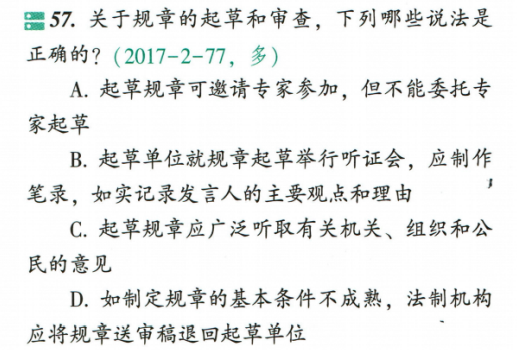 57. 关于规章的起草和审查，下列哪些说法是
正确的？(2017-2-77，多)
A. 起草规章可邀请专家参加，但不能委托专
家起草
B. 起草单位就规章起草举行听证会，应制作
笔录，如实记录发言人的主要观点和理由
C. 起草规章应广泛听取有关机关、组织和公
民的意见
D. 如制定规章的基本条件不成熟，法制机构
应将规章送审稿退回起草单位